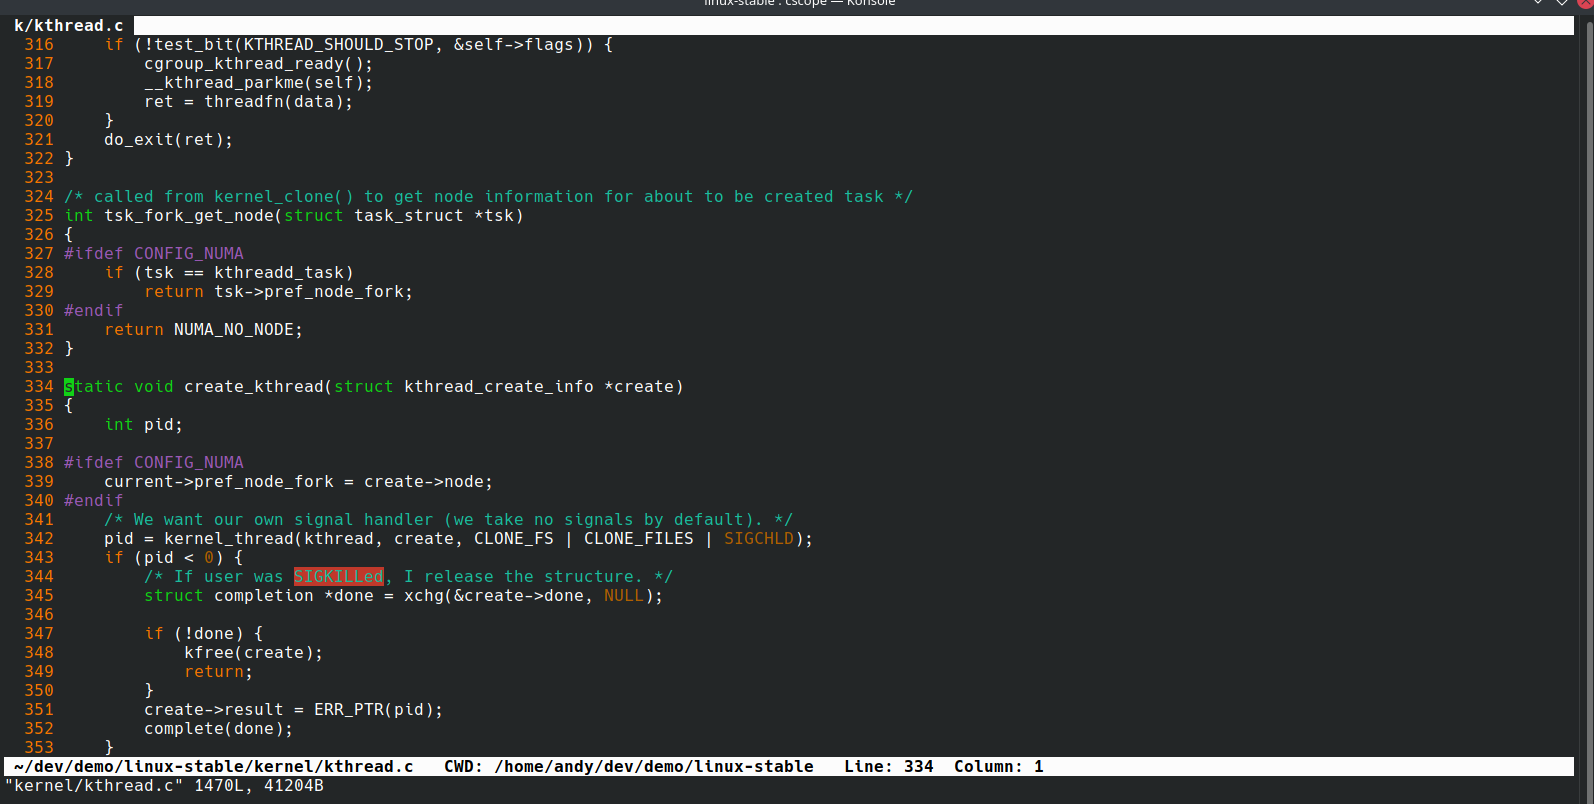 linux-stable : cscope — Konsole
k/kthread.c
316     if (!test_bit(KTHREAD_SHOULD_STOP, &self->flags)) {
317         cgroup_kthread_ready();
318         __kthread_parkme(self);
319         ret = threadfn(data);
320     }
321     do_exit(ret);
322 }
323
324 /* called from kernel_clone() to get node information for about to be created task */
325 int tsk_fork_get_node(struct task_struct *tsk)
326 {
327 #ifdef CONFIG_NUMA
328     if (tsk == kthreadd_task)
329         return tsk->pref_node_fork;
330 #endif
331     return NUMA_NO_NODE;
332 }
333
334 static void create_kthread(struct kthread_create_info *create)
335 {
336     int pid;
337
338 #ifdef CONFIG_NUMA
339     current->pref_node_fork = create->node;
340 #endif
341     /* We want our own signal handler (we take no signals by default). */
342     pid = kernel_thread(kthread, create, CLONE_FS | CLONE_FILES | SIGCHLD);
343     if (pid < 0) {
344         /* If user was SIGKILLed, I release the structure. */
345         struct completion *done = xchg(&create->done, NULL);
346
347         if (!done) {
348             kfree(create);
349             return;
350         }
351         create->result = ERR_PTR(pid);
352         complete(done);
353     }
~/dev/demo/linux-stable/kernel/kthread.c   CWD: /home/andy/dev/demo/linux-stable   Line: 334  Column: 1
"kernel/kthread.c" 1470L, 41204B